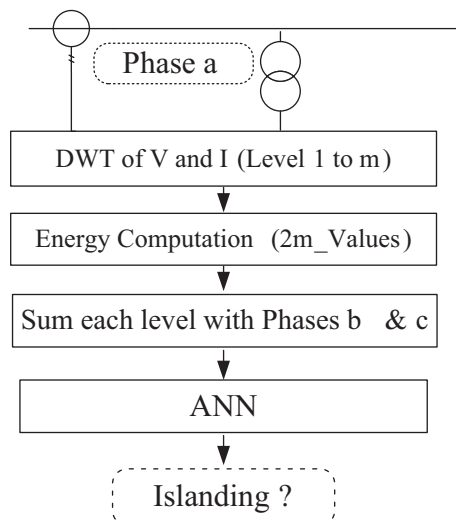 Phase a
DWT of V and I (Level 1 to m)
Energy Computation (2m_Values)
Sum each level with Phases b & c
ANN
Islanding ?